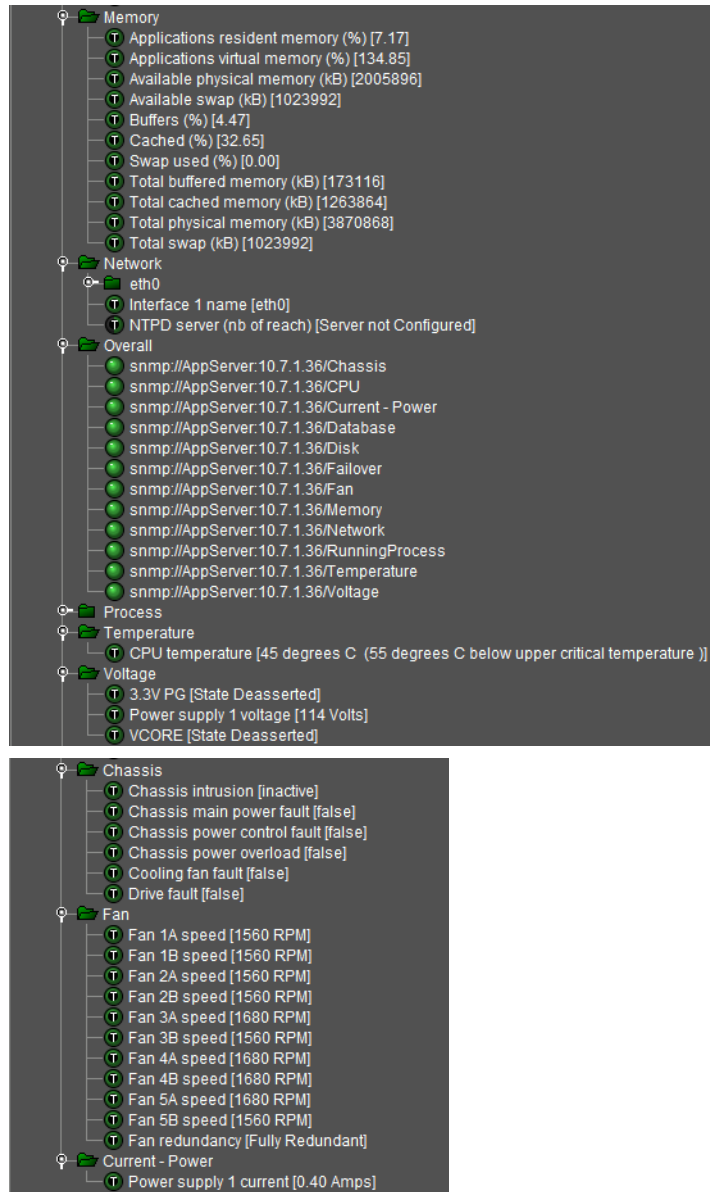 Memory
Applications resident memory (%) [7.17]
Applications virtual memory (%) [134.85]
Available physical memory (kB) [2005896]
Available swap (kB) [1023992]
Buffers (%) [4.47]
Cached (%) [32.65]
Swap used (%) [0.00]
Total buffered memory (kB) [173116]
Total cached memory (kB) [1263864]
Total physical memory (kB) [3870868]
Total swap (kB) [1023992]
Network
eth0
Interface 1 name [eth0]
NTPD server (nb of reach) [Server not Configured]
Overall
snmp://AppServer:10.7.1.36/Chassis
snmp://AppServer:10.7.1.36/CPU
snmp://AppServer:10.7.1.36/Current - Power
snmp://AppServer:10.7.1.36/Database
snmp://AppServer:10.7.1.36/Disk
snmp://AppServer:10.7.1.36/Failover
snmp://AppServer:10.7.1.36/Fan
snmp://AppServer:10.7.1.36/Memory
snmp://AppServer:10.7.1.36/Network
snmp://AppServer:10.7.1.36/RunningProcess
snmp://AppServer:10.7.1.36/Temperature
snmp://AppServer:10.7.1.36/Voltage
Process
Temperature
CPU temperature [45 degrees C (55 degrees C below upper critical temperature )]
Voltage
3.3V PG [State Deasserted]
Power supply 1 voltage [114 Volts]
VCORE [State Deasserted]
Chassis
Chassis intrusion [inactive]
Chassis main power fault [false]
Chassis power control fault [false]
Chassis power overload [false]
Cooling fan fault [false]
Drive fault [false]
Fan
Fan 1A speed [1560 RPM]
Fan 1B speed [1560 RPM]
Fan 2A speed [1560 RPM]
Fan 2B speed [1560 RPM]
Fan 3A speed [1680 RPM]
Fan 3B speed [1560 RPM]
Fan 4A speed [1680 RPM]
Fan 4B speed [1680 RPM]
Fan 5A speed [1680 RPM]
Fan 5B speed [1560 RPM]
Fan redundancy [Fully Redundant]
Current - Power
Power supply 1 current [0.40 Amps]